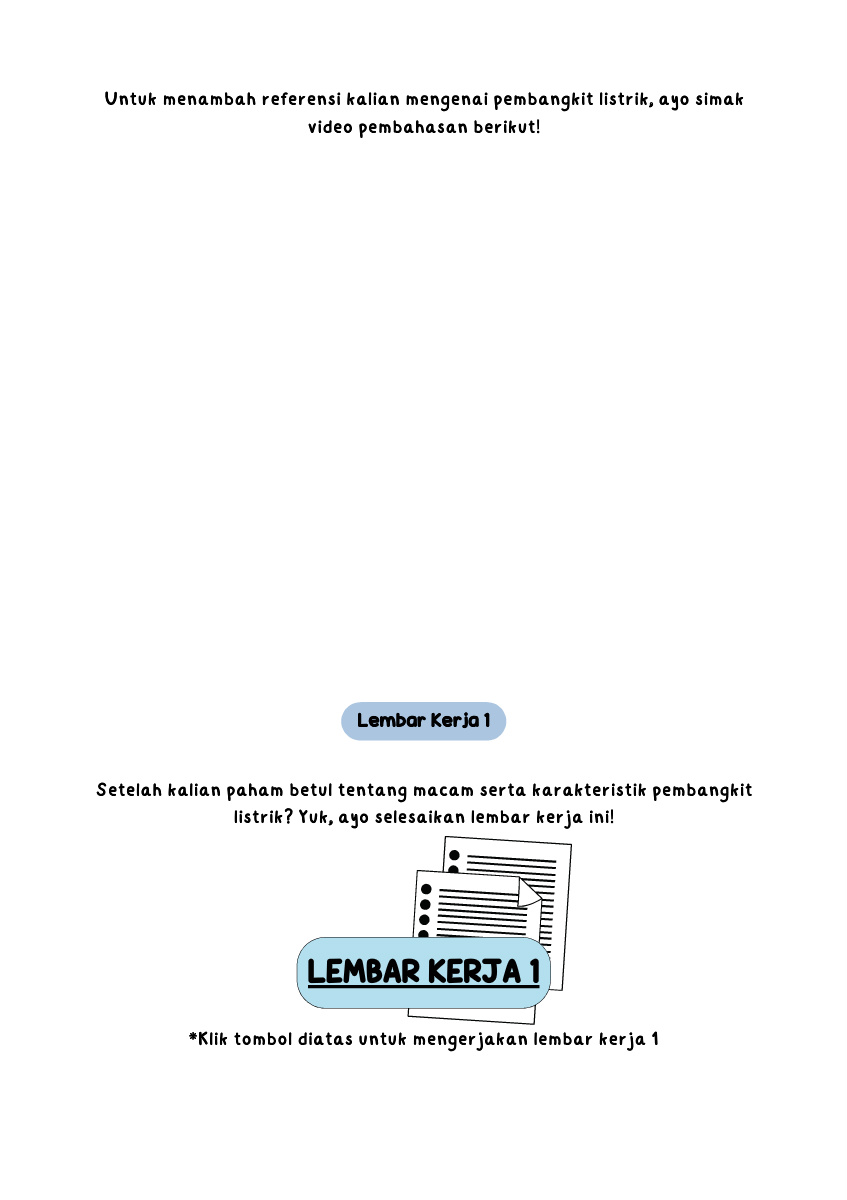 Untuk menambah referensi kalian mengenai pembangkit listrik, ayo simak
video pembahasan berikut!
Lembar Kerja 1
Setelah kalian paham betul tentang macam serta karakteristik pembangkit
listrik? Yuk, ayo selesaikan lembar kerja ini!
LEMBAR KERJA 1
*Klik tombol diatas untuk mengerjakan lembar kerja 1